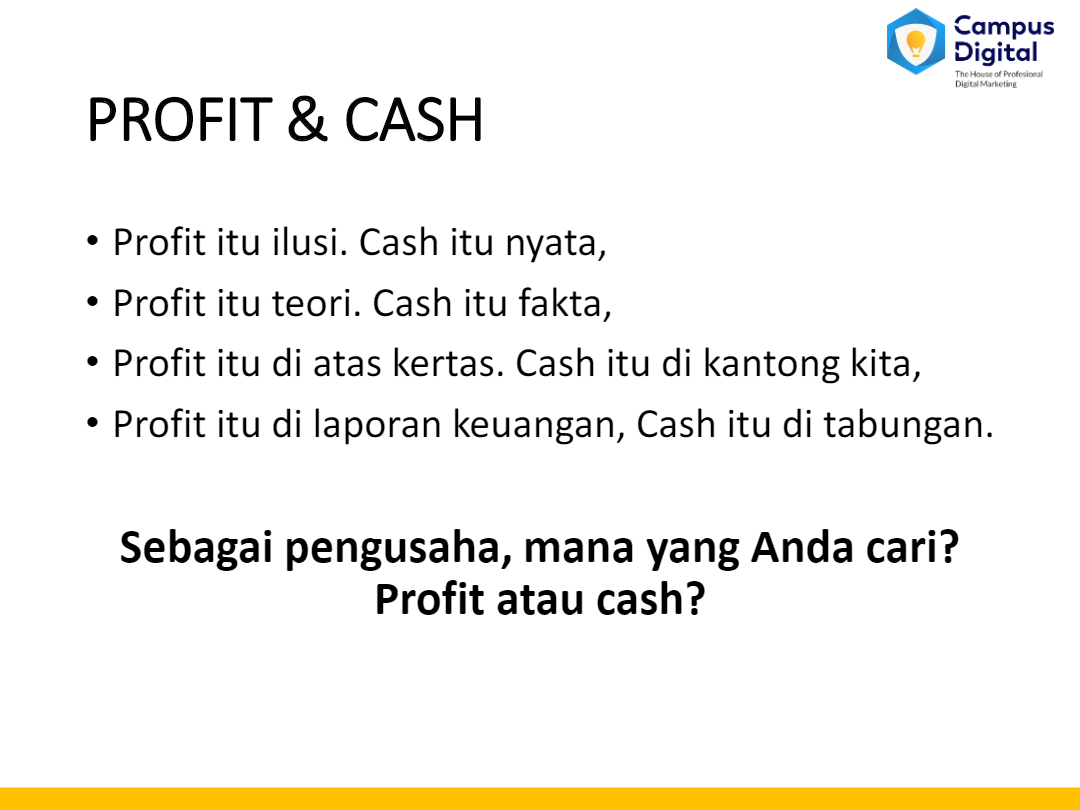 Campus
Digital
The House of Profesional
Digital Marketing
PROFIT & CASH
• Profit itu ilusi. Cash itu nyata,
• Profit itu teori. Cash itu fakta,
• Profit itu di atas kertas. Cash itu di kantong kita,
• Profit itu di laporan keuangan, Cash itu di tabungan.
Sebagai pengusaha, mana yang Anda cari?
Profit atau cash?